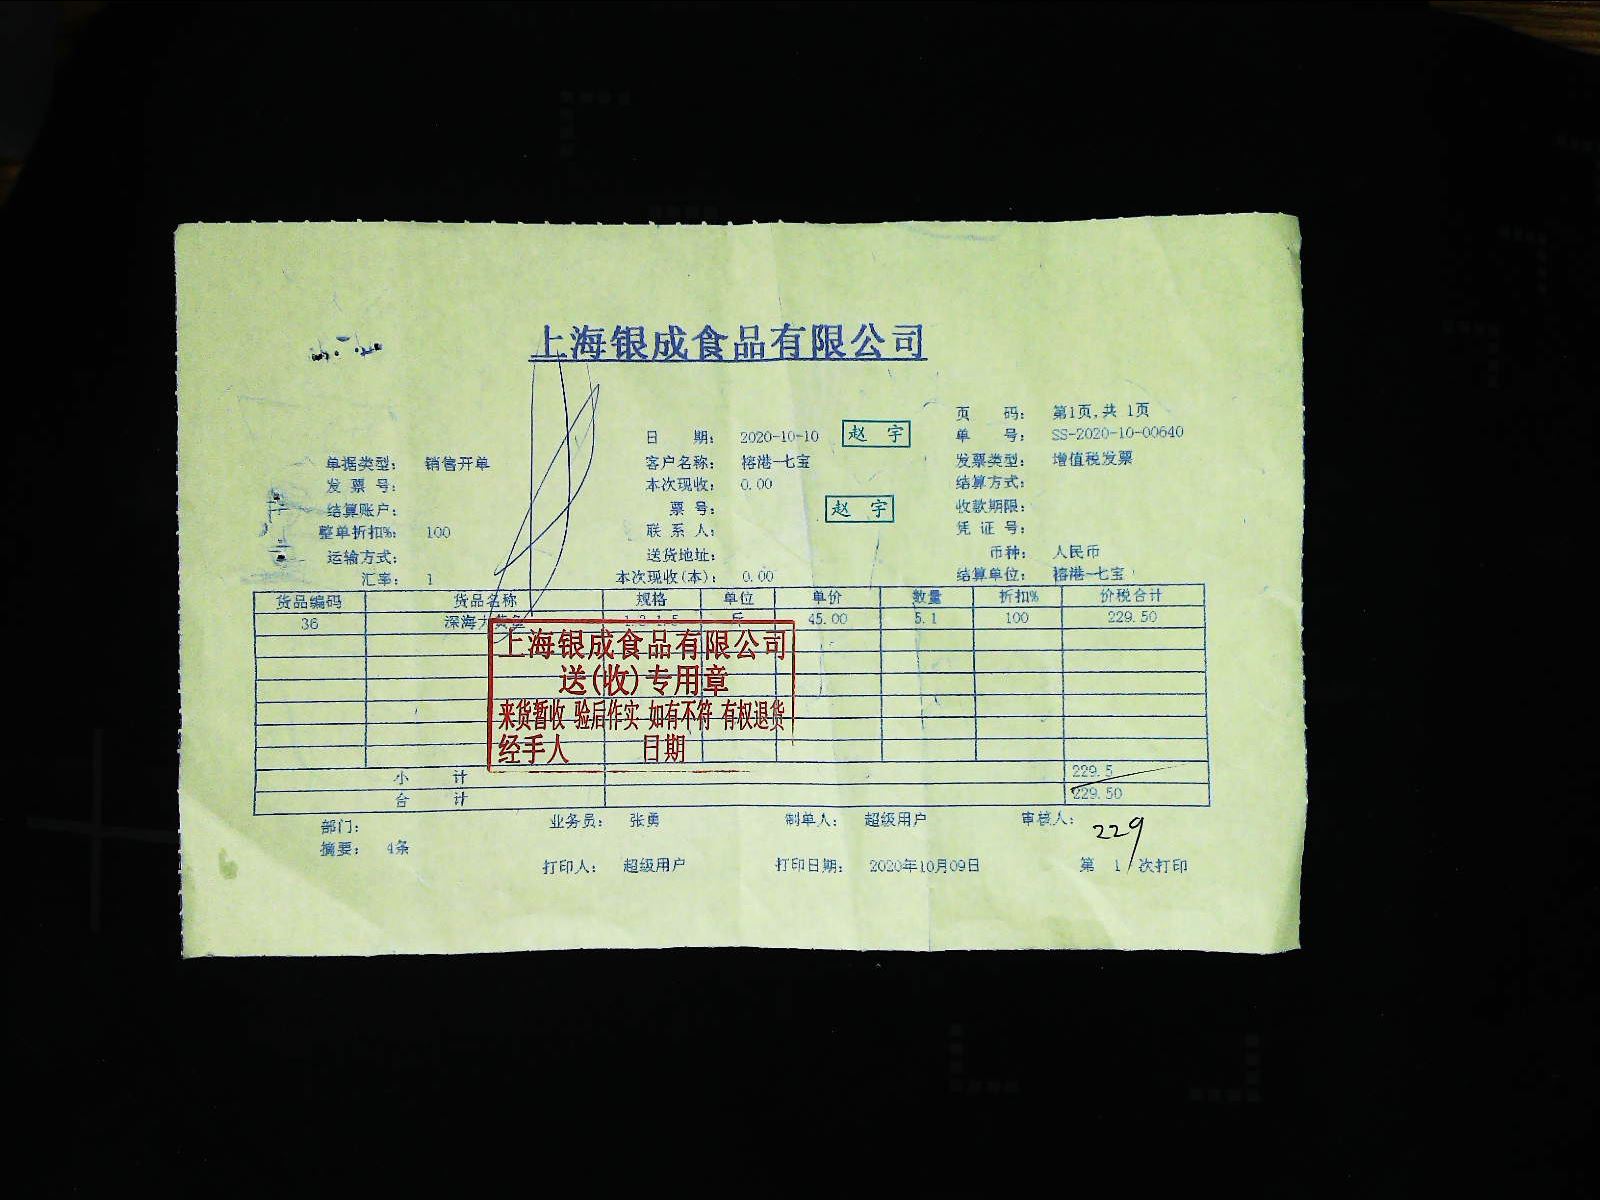 上海银成食品有限公司
页 码： 第1页,共 1页
日 期： 2020-10-10 赵 宇 单 号： SS-2020-10-00640
单据类型： 销售开单 客户名称： 榕港-七宝 发票类型： 增值税发票
发 票 号： 本次现收： 0.00 结算方式：
结算账户： 票 号： 赵 宇 收款期限：
整单折扣%： 100 联 系 人： 凭 证 号：
运输方式： 送货地址： 币种： 人民币
汇率： 1 本次现收(本)： 0.00 结算单位： 榕港-七宝
货品编码 货品名称 规格 单位 单价 数量 折扣% 价税合计
36 深海大黄鱼 斤 45.00 5.1 100 229.50
上海银成食品有限公司
送(收)专用章
来货暂收 验后作实 如有不符 有权退货
经手人 日期
小 计 229.5
合 计 229.50
部门： 业务员： 张勇 制单人： 超级用户 审核人： 229
摘要： 4条
打印人： 超级用户 打印日期： 2020年10月09日 第 1 次打印